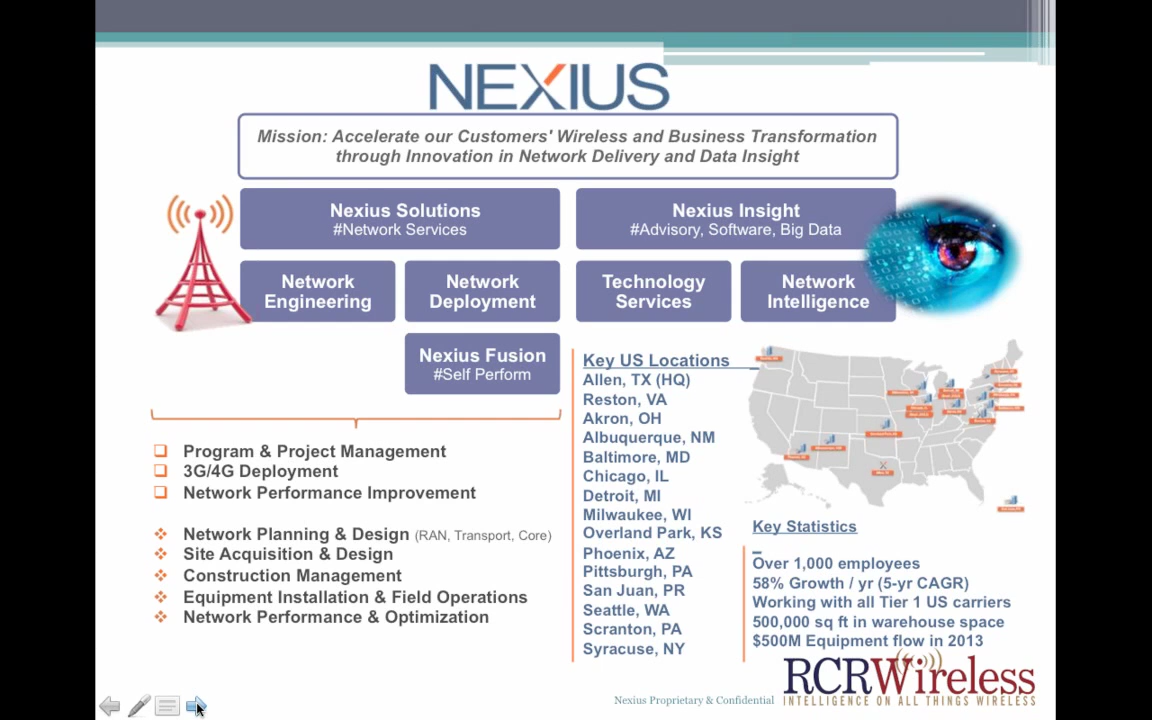 NEXIUS
Mission: Accelerate our Customers' Wireless and Business Transformation
through Innovation in Network Delivery and Data Insight
Nexius Solutions
#Network Services
Nexius Insight
#Advisory, Software, Big Data
Network
Engineering
Network
Deployment
Technology
Services
Network
Intelligence
Nexius Fusion
#Self Perform
Program & Project Management
3G/4G Deployment
Network Performance Improvement
Network Planning & Design (RAN, Transport, Core)
Site Acquisition & Design
Construction Management
Equipment Installation & Field Operations
Network Performance & Optimization
Key US Locations
Allen, TX (HQ)
Reston, VA
Akron, OH
Albuquerque, NM
Baltimore, MD
Chicago, IL
Detroit, MI
Milwaukee, WI
Overland Park, KS
Phoenix, AZ
Pittsburgh, PA
San Juan, PR
Seattle, WA
Scranton, PA
Syracuse, NY
Key Statistics
Over 1,000 employees
58% Growth / yr (5-yr CAGR)
Working with all Tier 1 US carriers
500,000 sq ft in warehouse space
$500M Equipment flow in 2013
Nexius Proprietary & Confidential
RCRWireless
INTELLIGENCE ON ALL THINGS WIRELESS